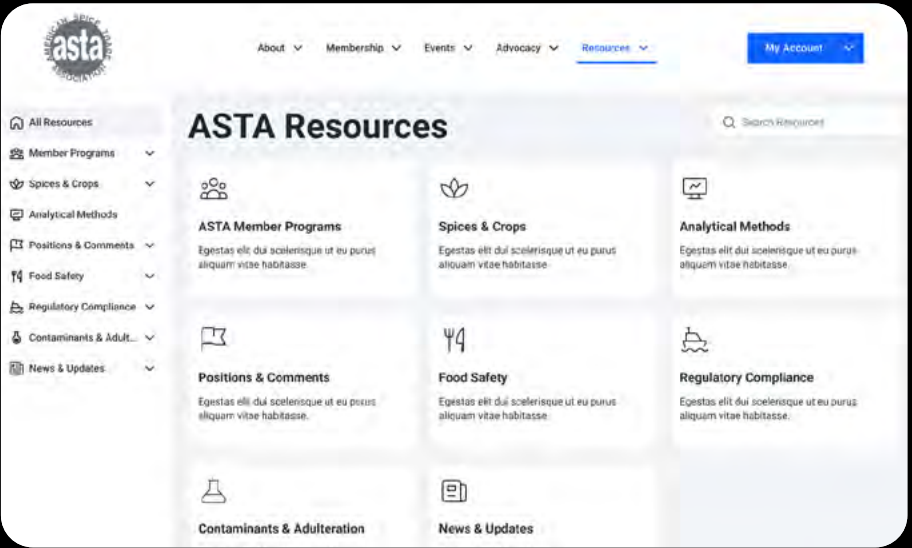 AMERICAN SPICE TRADE ASSOCIATION
asta
About
Membership
Events
Advocacy
Resources
My Account
All Resources
Member Programs
Spices & Crops
Analytical Methods
Positions & Comments
Food Safety
Regulatory Compliance
Contaminants & Adult...
News & Updates
ASTA Resources
Search Resources
ASTA Member Programs
Egestas elit dui scelerisque ut eu purus
aliquam vitae habitasse.
Spices & Crops
Egestas elit dui scelerisque ut eu purus
aliquam vitae habitasse.
Analytical Methods
Egestas elit dui scelerisque ut eu purus
aliquam vitae habitasse.
Positions & Comments
Egestas elit dui scelerisque ut eu purus
aliquam vitae habitasse.
Food Safety
Egestas elit dui scelerisque ut eu purus
aliquam vitae habitasse.
Regulatory Compliance
Egestas elit dui scelerisque ut eu purus
aliquam vitae habitasse.
Contaminants & Adulteration
News & Updates